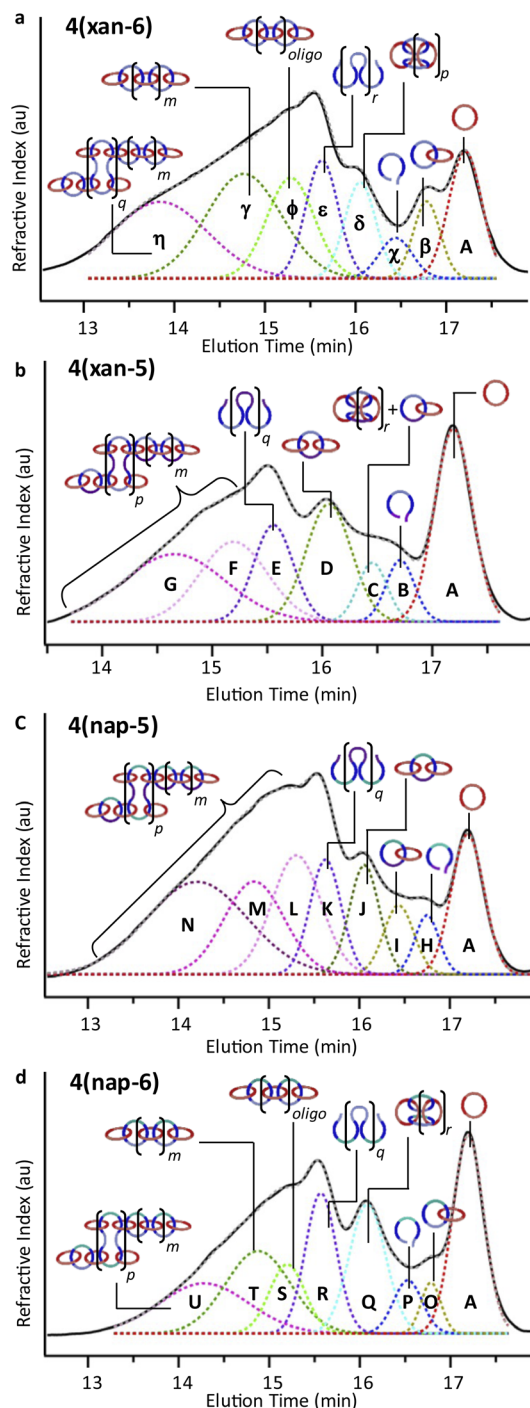 a 4(xan-6)
oligo
m
r
p
m
q
η γ ϕ ε δ χ β A
Refractive Index (au)
13 14 15 16 17
Elution Time (min)
b 4(xan-5)
q
r
+
m
p
G F E D C B A
Refractive Index (au)
14 15 16 17
Elution Time (min)
C 4(nap-5)
q
m
p
N M L K J I H A
Refractive Index (au)
13 14 15 16 17
Elution Time (min)
d 4(nap-6)
oligo
m
q
r
m
p
U T S R Q P O A
Refractive Index (au)
13 14 15 16 17
Elution Time (min)